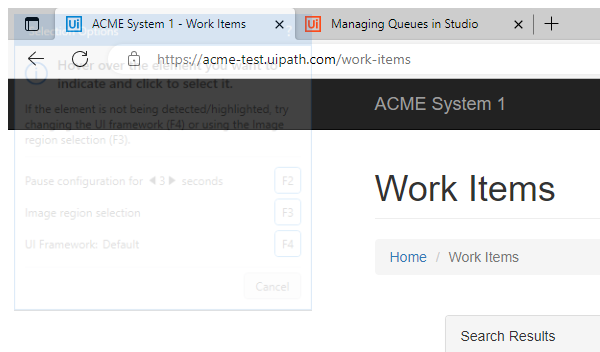 ACME System 1 - Work Items
Managing Queues in Studio
Selection Options ?
https://acme-test.uipath.com/work-items
Hover over the element you want to
indicate and click to select it.
If the element is not being detected/highlighted, try
changing the UI framework (F4) or using the Image
region selection (F3).
ACME System 1
Pause configuration for 3 seconds F2
Image region selection F3
UI Framework: Default F4
Cancel
Work Items
Home / Work Items
Search Results